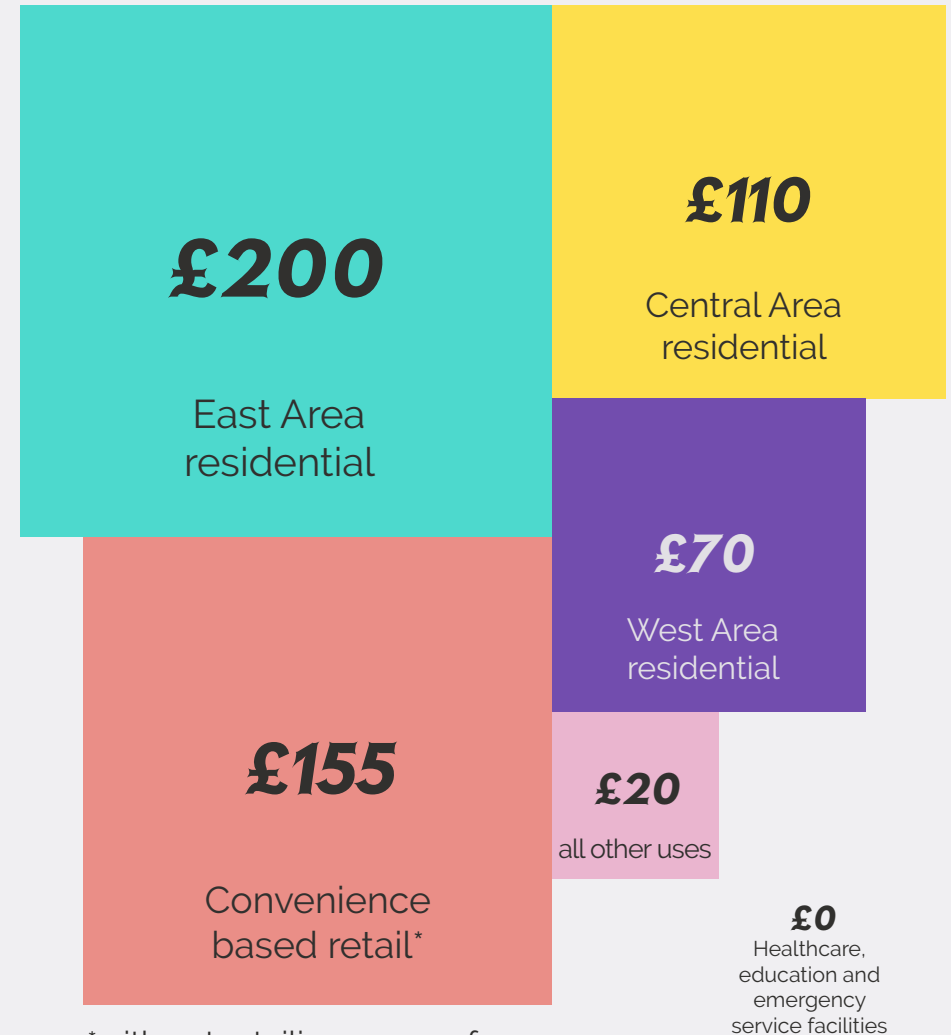 £200
East Area
residential
£110
Central Area
residential
£70
West Area
residential
£155
Convenience
based retail*
£20
all other uses
£0
Healthcare,
education and
emergency
service facilities